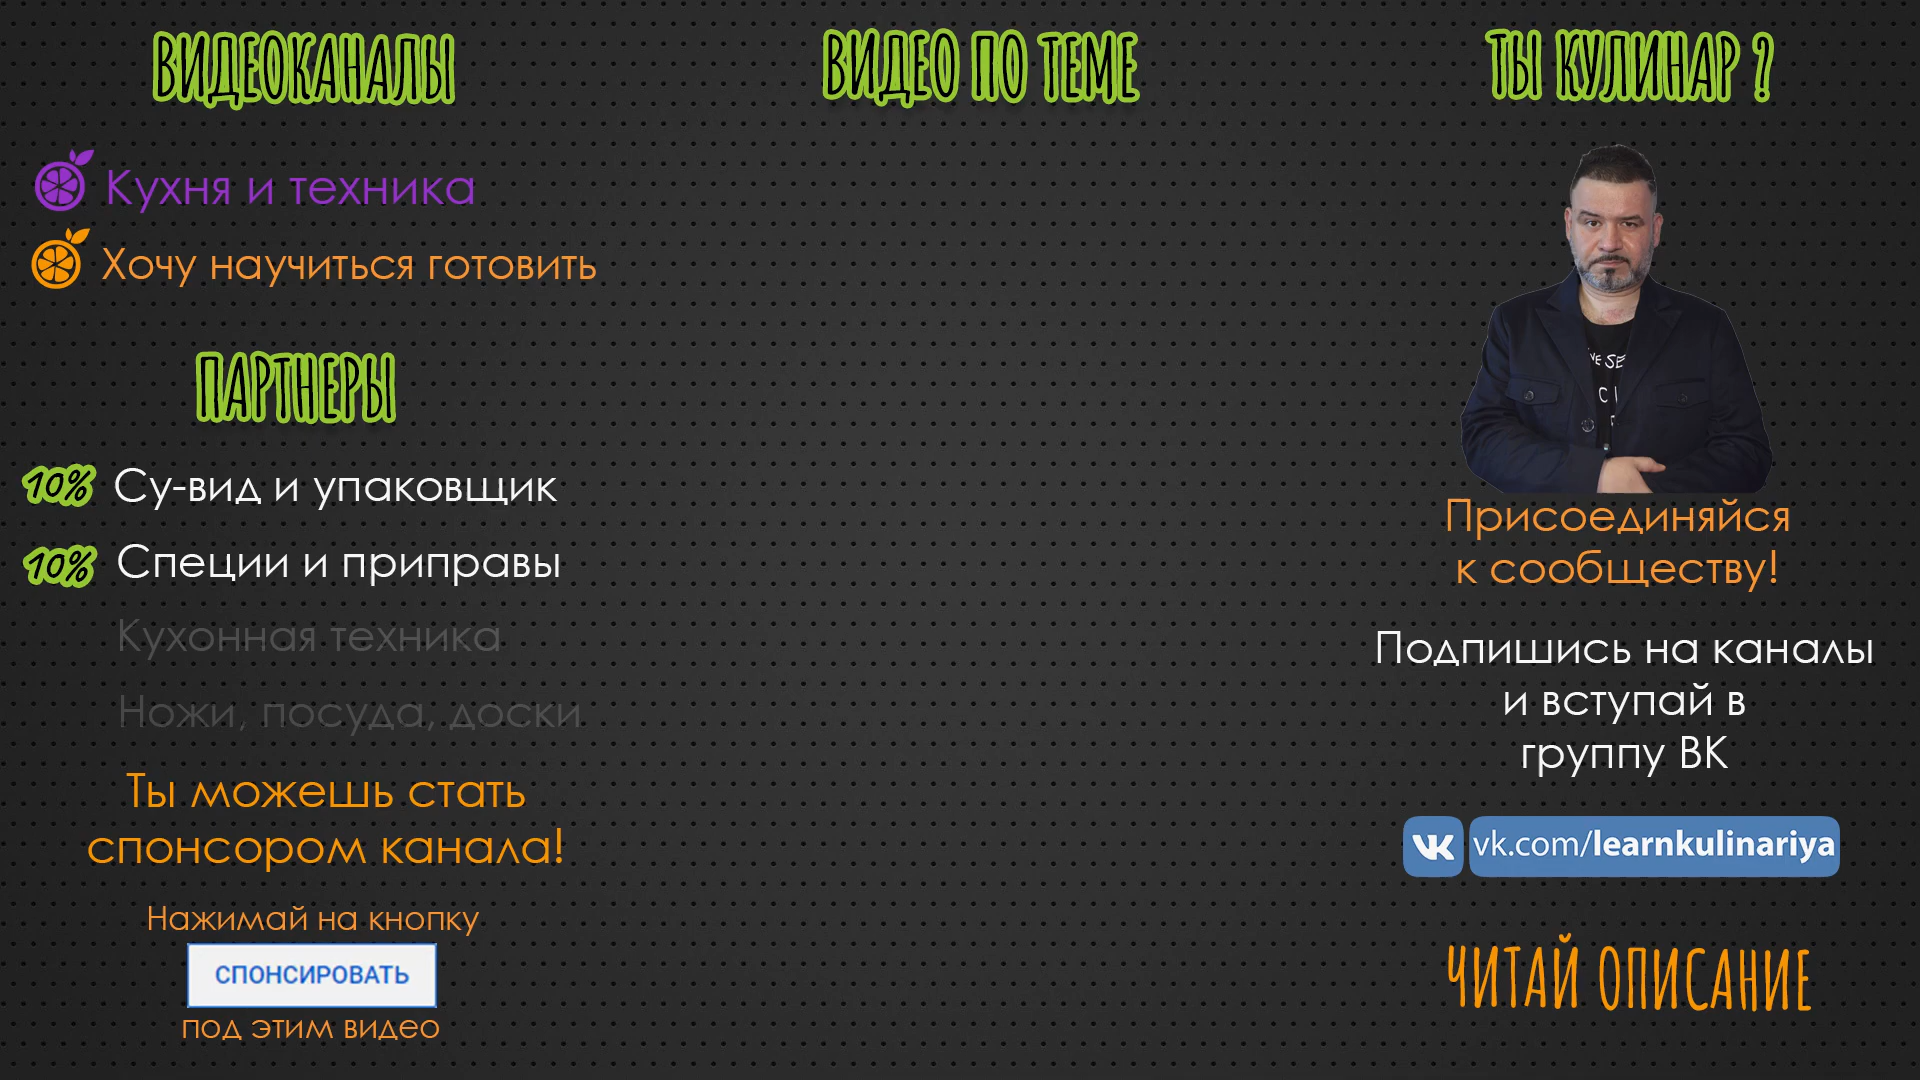 ВИДЕОКАНАЛЫ
Кухня и техника
Хочу научиться готовить
ПАРТНЕРЫ
10% Су-вид и упаковщик
10% Специи и приправы
Кухонная техника
Ножи, посуда, доски
Ты можешь стать
спонсором канала!
Нажимай на кнопку
СПОНСИРОВАТЬ
под этим видео
ВИДЕО ПО ТЕМЕ
ТЫ КУЛИНАР ?
Присоединяйся
к сообществу!
Подпишись на каналы
и вступай в
группу ВК
vk.com/learnkulinariya
ЧИТАЙ ОПИСАНИЕ